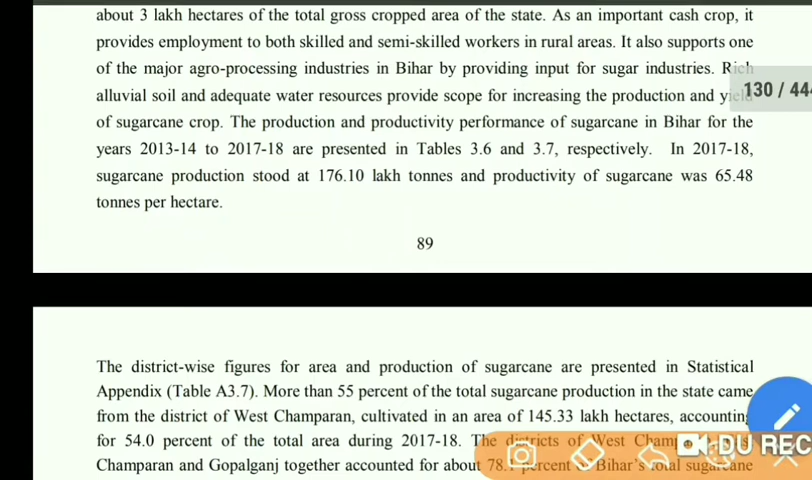 about 3 lakh hectares of the total gross cropped area of the state. As an important cash crop, it
provides employment to both skilled and semi-skilled workers in rural areas. It also supports one
of the major agro-processing industries in Bihar by providing input for sugar industries. Rich
alluvial soil and adequate water resources provide scope for increasing the production and yield
130 / 44
of sugarcane crop. The production and productivity performance of sugarcane in Bihar for the
years 2013-14 to 2017-18 are presented in Tables 3.6 and 3.7, respectively. In 2017-18,
sugarcane production stood at 176.10 lakh tonnes and productivity of sugarcane was 65.48
tonnes per hectare.
89
The district-wise figures for area and production of sugarcane are presented in Statistical
Appendix (Table A3.7). More than 55 percent of the total sugarcane production in the state came
from the district of West Champaran, cultivated in an area of 145.33 lakh hectares, accounting
for 54.0 percent of the total area during 2017-18. The districts of West
DU REC
Champaran and Gopalganj together accounted for about percent of Bihar's total sugarcane